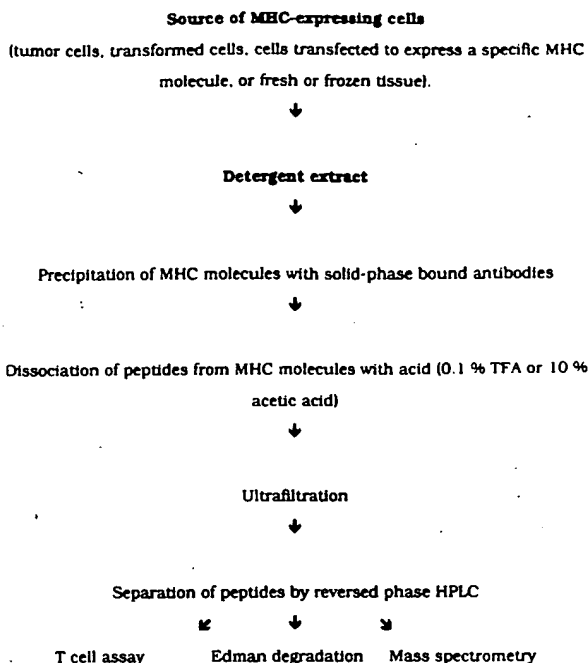 Source of MHC-expressing cells
(tumor cells, transformed cells, cells transfected to express a specific MHC
molecule, or fresh or frozen tissue).
Detergent extract
Precipitation of MHC molecules with solid-phase bound antibodies
Dissociation of peptides from MHC molecules with acid (0.1 % TFA or 10 %
acetic acid)
Ultrafiltration
Separation of peptides by reversed phase HPLC
T cell assay Edman degradation Mass spectrometry